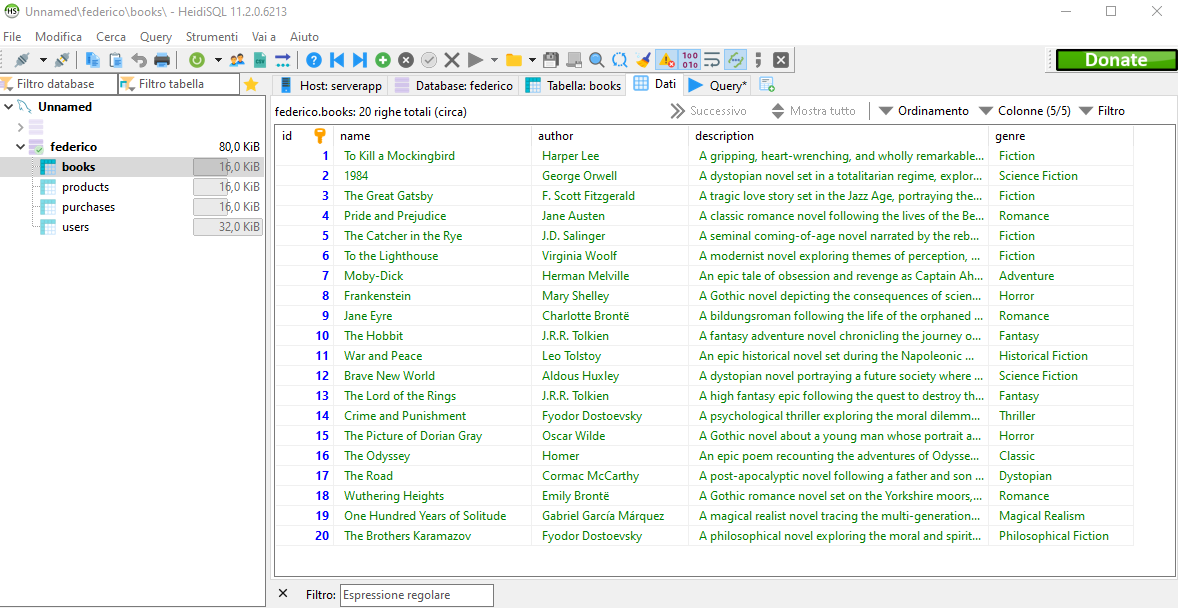 Unnamed\federico\books\ - HeidiSQL 11.2.0.6213
File Modifica Cerca Query Strumenti Vai a Aiuto
Donate
Filtro database Filtro tabella
Host: serverapp Database: federico Tabella: books Dati Query*
Unnamed
federico 80,0 KiB
books 16,0 KiB
products 16,0 KiB
purchases 16,0 KiB
users 32,0 KiB
federico.books: 20 righe totali (circa) Successivo Mostra tutto Ordinamento Colonne (5/5) Filtro
id name author description genre
1 To Kill a Mockingbird Harper Lee A gripping, heart-wrenching, and wholly remarkable... Fiction
2 1984 George Orwell A dystopian novel set in a totalitarian regime, explor... Science Fiction
3 The Great Gatsby F. Scott Fitzgerald A tragic love story set in the Jazz Age, portraying the... Fiction
4 Pride and Prejudice Jane Austen A classic romance novel following the lives of the Be... Romance
5 The Catcher in the Rye J.D. Salinger A seminal coming-of-age novel narrated by the reb... Fiction
6 To the Lighthouse Virginia Woolf A modernist novel exploring themes of perception, ... Fiction
7 Moby-Dick Herman Melville An epic tale of obsession and revenge as Captain Ah... Adventure
8 Frankenstein Mary Shelley A Gothic novel depicting the consequences of scien... Horror
9 Jane Eyre Charlotte Brontë A bildungsroman following the life of the orphaned ... Romance
10 The Hobbit J.R.R. Tolkien A fantasy adventure novel chronicling the journey o... Fantasy
11 War and Peace Leo Tolstoy An epic historical novel set during the Napoleonic ... Historical Fiction
12 Brave New World Aldous Huxley A dystopian novel portraying a future society where ... Science Fiction
13 The Lord of the Rings J.R.R. Tolkien A high fantasy epic following the quest to destroy th... Fantasy
14 Crime and Punishment Fyodor Dostoevsky A psychological thriller exploring the moral dilemm... Thriller
15 The Picture of Dorian Gray Oscar Wilde A Gothic novel about a young man whose portrait a... Horror
16 The Odyssey Homer An epic poem recounting the adventures of Odysse... Classic
17 The Road Cormac McCarthy A post-apocalyptic novel following a father and son ... Dystopian
18 Wuthering Heights Emily Brontë A Gothic romance novel set on the Yorkshire moors,... Romance
19 One Hundred Years of Solitude Gabriel García Márquez A magical realist novel tracing the multi-generation... Magical Realism
20 The Brothers Karamazov Fyodor Dostoevsky A philosophical novel exploring the moral and spirit... Philosophical Fiction
Filtro: Espressione regolare